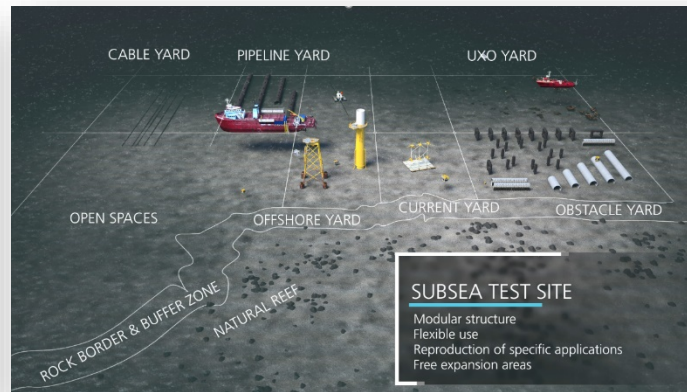 CABLE YARD
PIPELINE YARD
UXO YARD
OPEN SPACES
OFFSHORE YARD
CURRENT YARD
OBSTACLE YARD
ROCK BORDER & BUFFER ZONE
NATURAL REEF
SUBSEA TEST SITE
Modular structure
Flexible use
Reproduction of specific applications
Free expansion areas